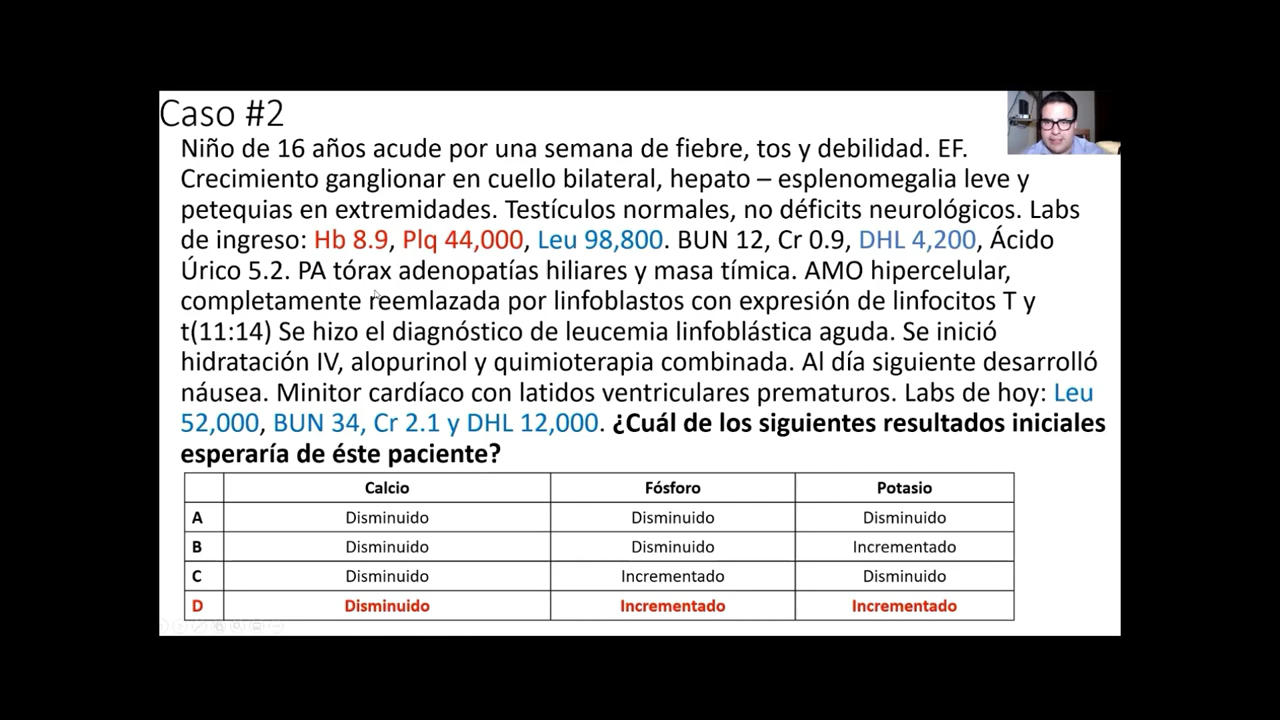 Caso #2
Niño de 16 años acude por una semana de fiebre, tos y debilidad. EF.
Crecimiento ganglionar en cuello bilateral, hepato – esplenomegalia leve y
petequias en extremidades. Testículos normales, no déficits neurológicos. Labs
de ingreso: Hb 8.9, Plq 44,000, Leu 98,800. BUN 12, Cr 0.9, DHL 4,200, Ácido
Úrico 5.2. PA tórax adenopatías hiliares y masa tímica. AMO hipercelular,
completamente reemlazada por linfoblastos con expresión de linfocitos T y
t(11:14) Se hizo el diagnóstico de leucemia linfoblástica aguda. Se inició
hidratación IV, alopurinol y quimioterapia combinada. Al día siguiente desarrolló
náusea. Minitor cardíaco con latidos ventriculares prematuros. Labs de hoy: Leu
52,000, BUN 34, Cr 2.1 y DHL 12,000. ¿Cuál de los siguientes resultados iniciales
esperaría de éste paciente?
Calcio Fósforo Potasio
A Disminuido Disminuido Disminuido
B Disminuido Disminuido Incrementado
C Disminuido Incrementado Disminuido
D Disminuido Incrementado Incrementado